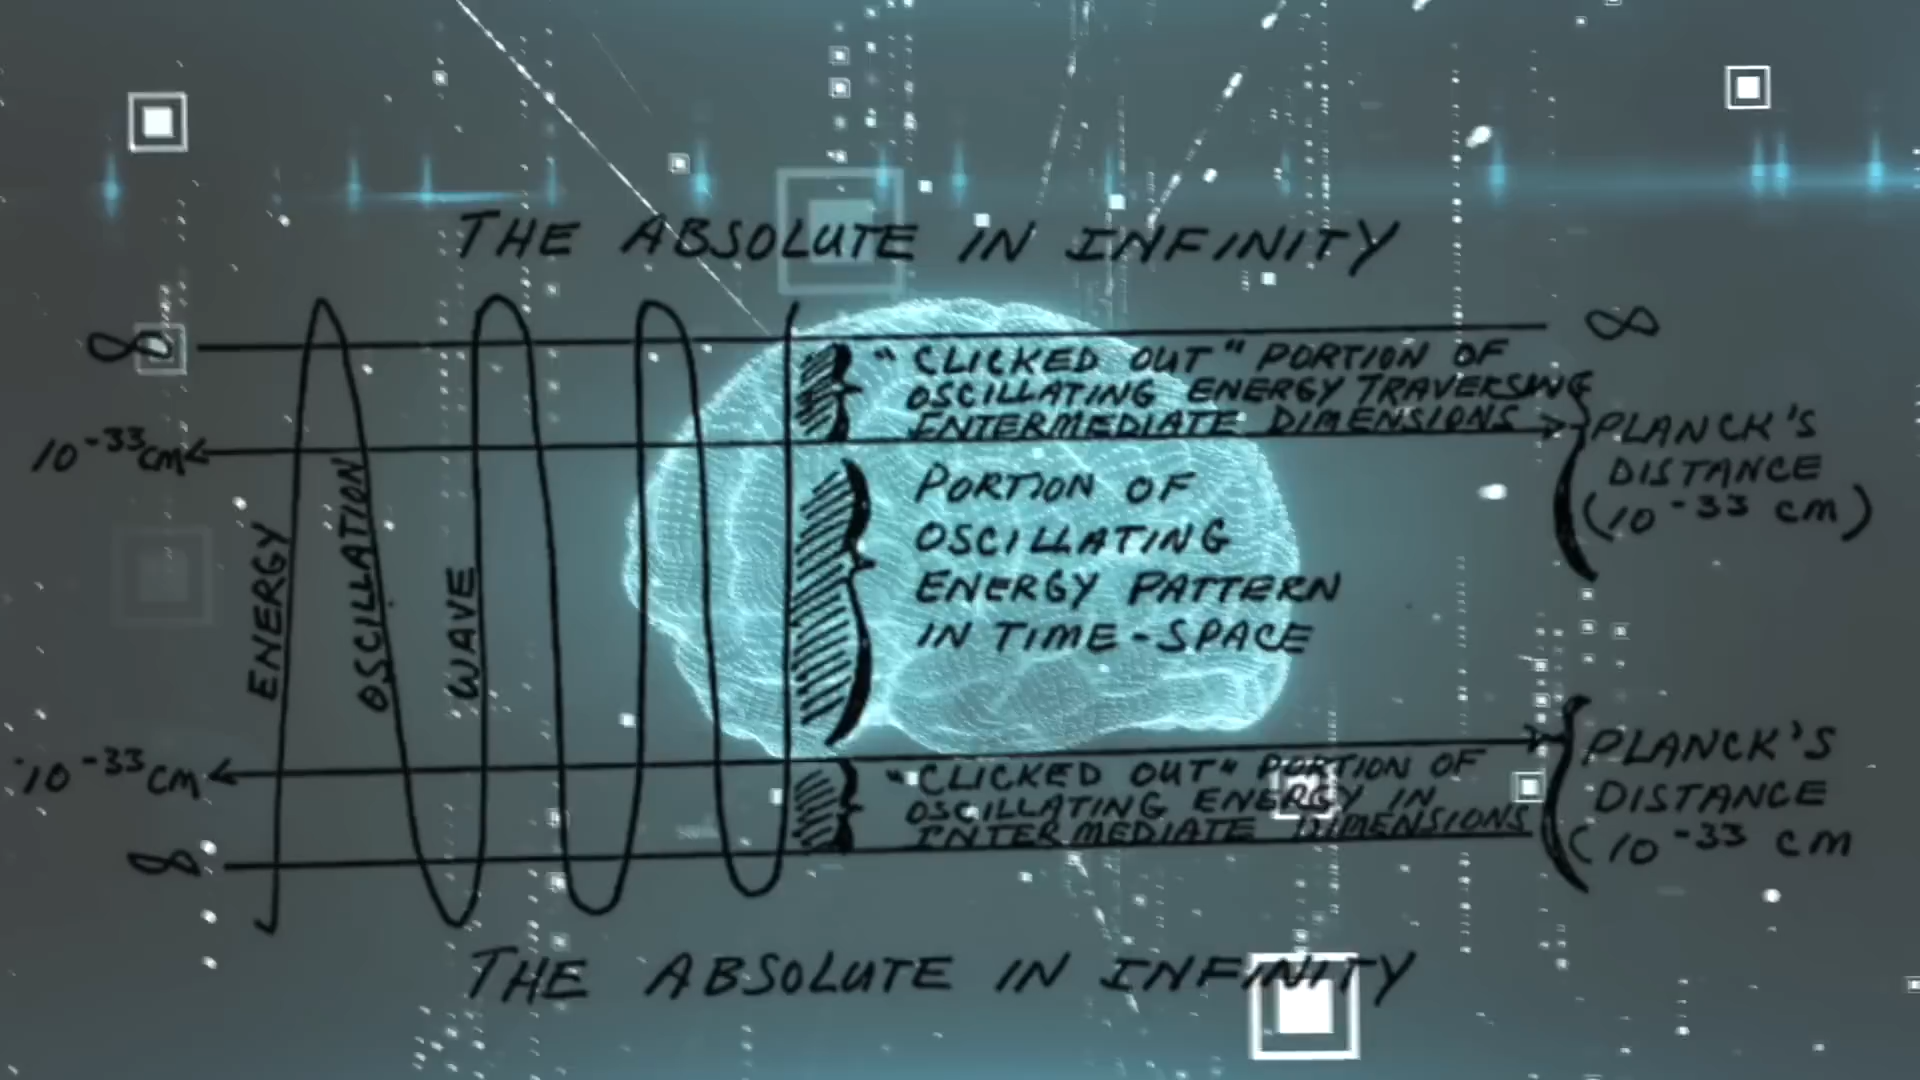 THE ABSOLUTE IN INFINITY
∞
∞
"CLICKED OUT" PORTION OF
OSCILLATING ENERGY TRAVERSING
INTERMEDIATE DIMENSIONS
10⁻³³cm
PLANCK'S
DISTANCE
(10⁻³³ cm)
PORTION OF
OSCILLATING
ENERGY PATTERN
IN TIME-SPACE
ENERGY
OSCILLATION
WAVE
10⁻³³cm
"CLICKED OUT" PORTION OF
OSCILLATING ENERGY IN
INTERMEDIATE DIMENSIONS
PLANCK'S
DISTANCE
(10⁻³³ cm
∞
THE ABSOLUTE IN INFINITY